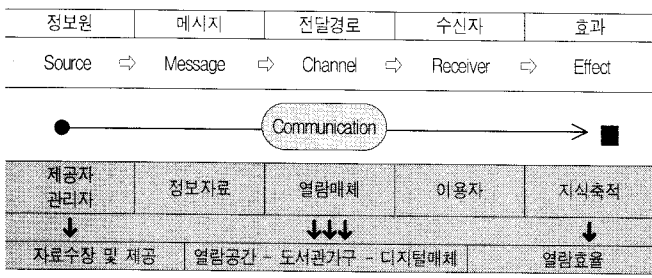 정보원 메시지 전달경로 수신자 효과
Source ⇨ Message ⇨ Channel ⇨ Receiver ⇨ Effect
Communication
제공자 관리자 정보자료 열람매체 이용자 지식축적
자료수장 및 제공 열람공간 - 도서관가구 - 디지털매체 열람효율